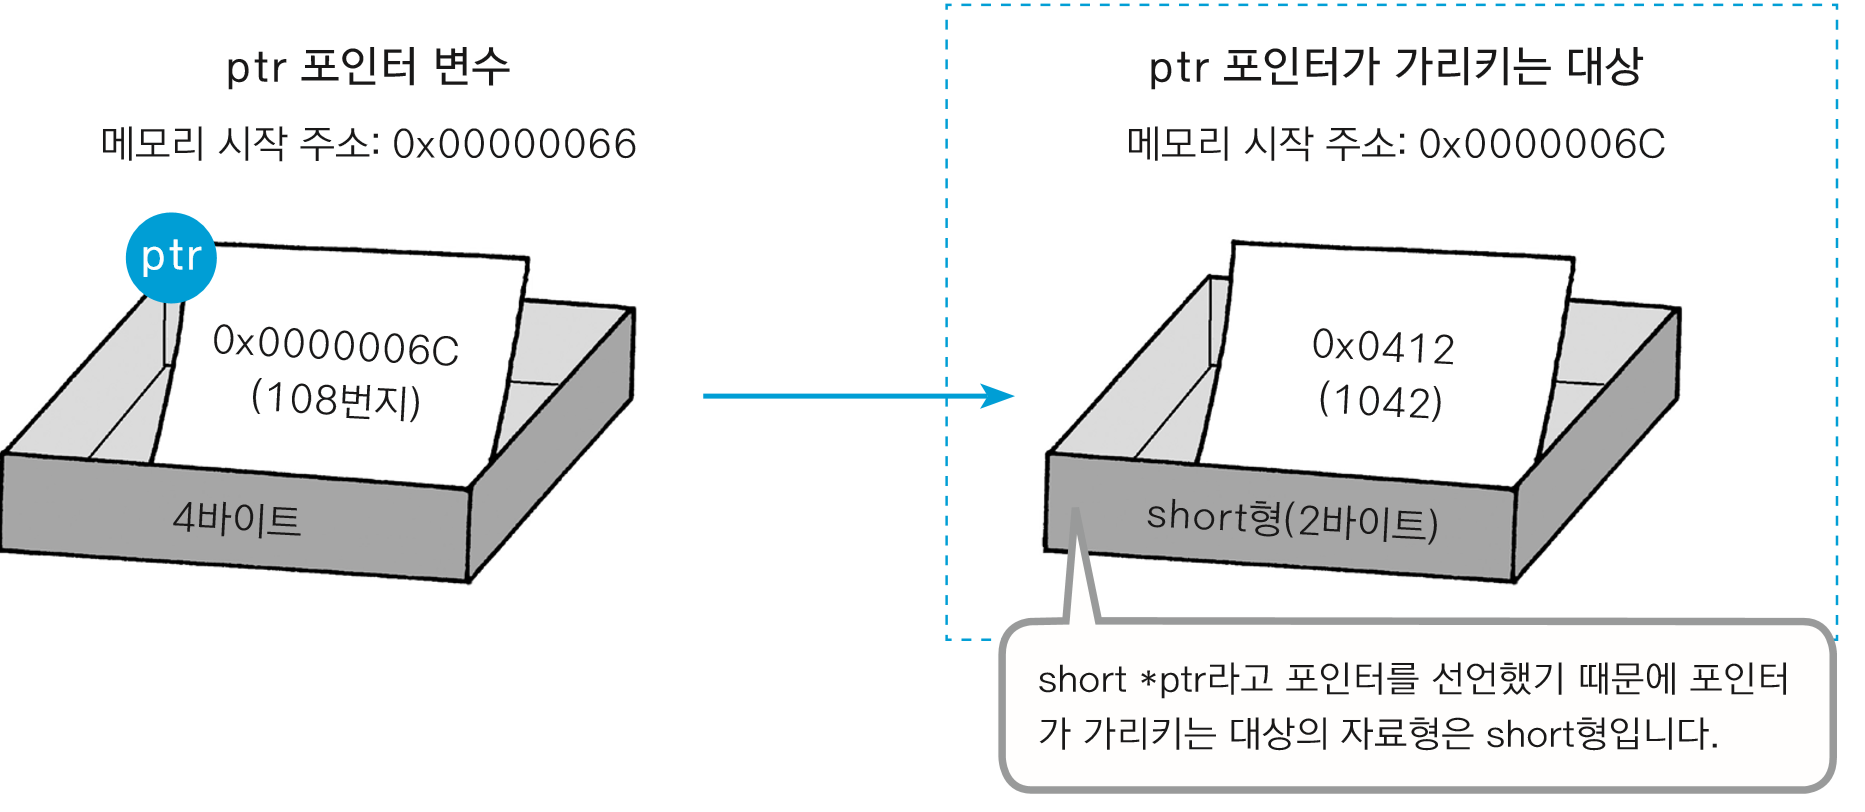 ptr 포인터 변수
메모리 시작 주소: 0x00000066
ptr
0x0000006C
(108번지)
4바이트
ptr 포인터가 가리키는 대상
메모리 시작 주소: 0x0000006C
0x0412
(1042)
short형(2바이트)
short *ptr라고 포인터를 선언했기 때문에 포인터
가 가리키는 대상의 자료형은 short형입니다.